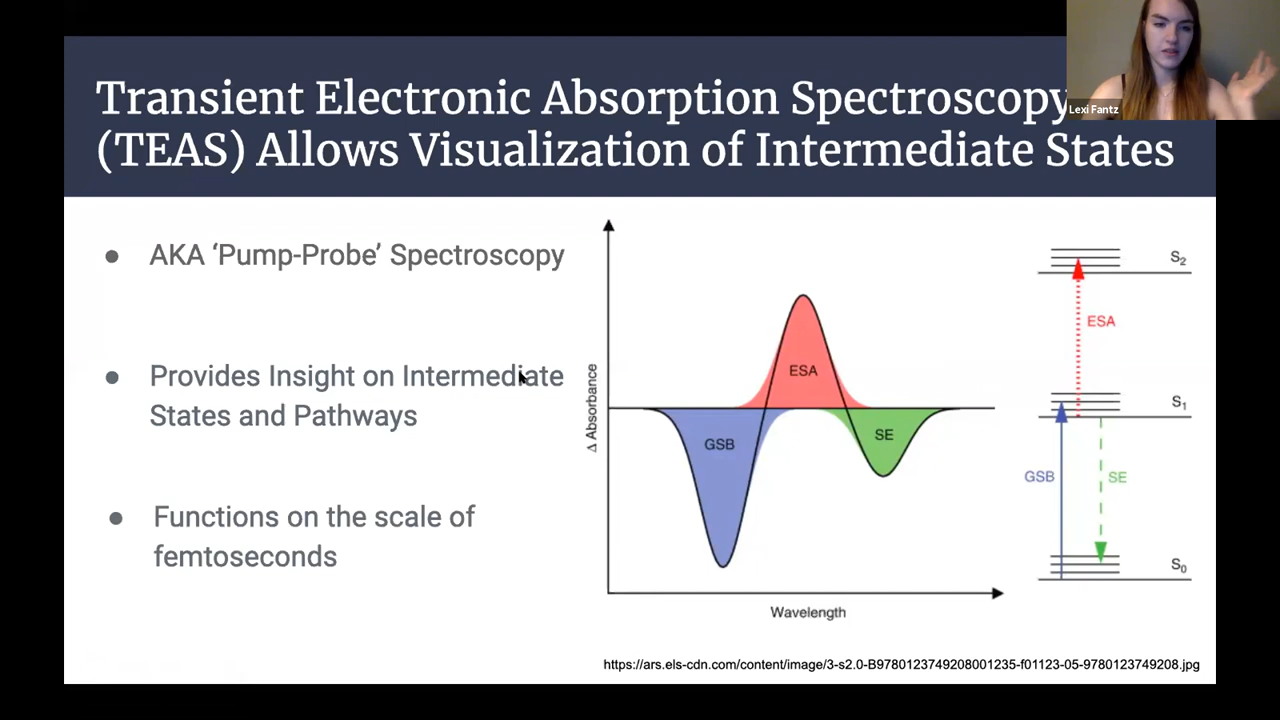 Transient Electronic Absorption Spectroscopy
(TEAS) Allows Visualization of Intermediate States
Lexi Fantz
● AKA ‘Pump-Probe’ Spectroscopy
● Provides Insight on Intermediate
States and Pathways
● Functions on the scale of
femtoseconds
Δ Absorbance
ESA
GSB
SE
Wavelength
S2
ESA
S1
GSB
SE
S0
https://ars.els-cdn.com/content/image/3-s2.0-B9780123749208001235-f01123-05-9780123749208.jpg